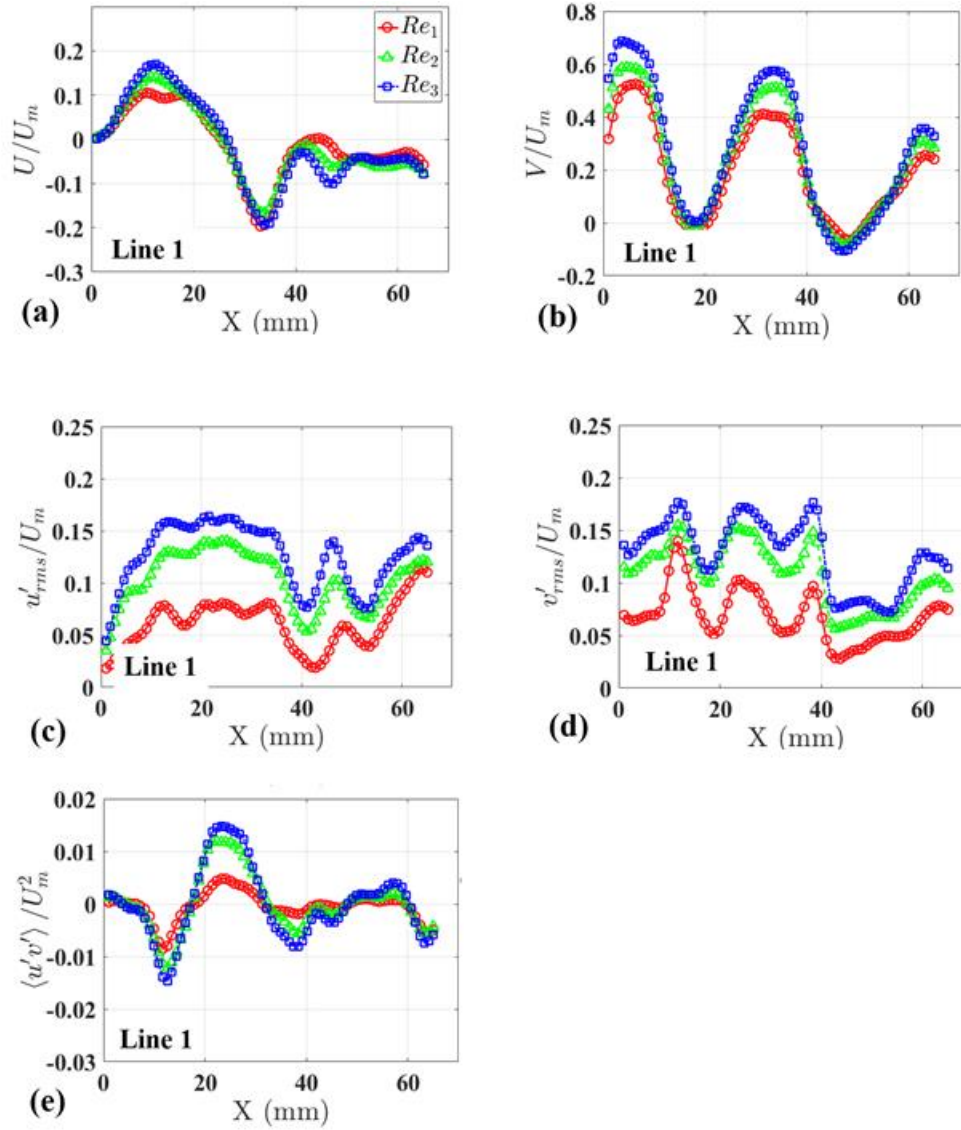 U/U_m
0.2
0.1
0
-0.1
-0.2
-0.3
Re_1
Re_2
Re_3
Line 1
0 20 40 60
X (mm)
(a)
V/U_m
0.8
0.6
0.4
0.2
0
-0.2
Line 1
0 20 40 60
X (mm)
(b)
u'_{rms}/U_m
0.25
0.2
0.15
0.1
0.05
0
Line 1
0 20 40 60
X (mm)
(c)
v'_{rms}/U_m
0.25
0.2
0.15
0.1
0.05
0
Line 1
0 20 40 60
X (mm)
(d)
⟨u'v'⟩/U_m^2
0.02
0.01
0
-0.01
-0.02
-0.03
Line 1
0 20 40 60
X (mm)
(e)